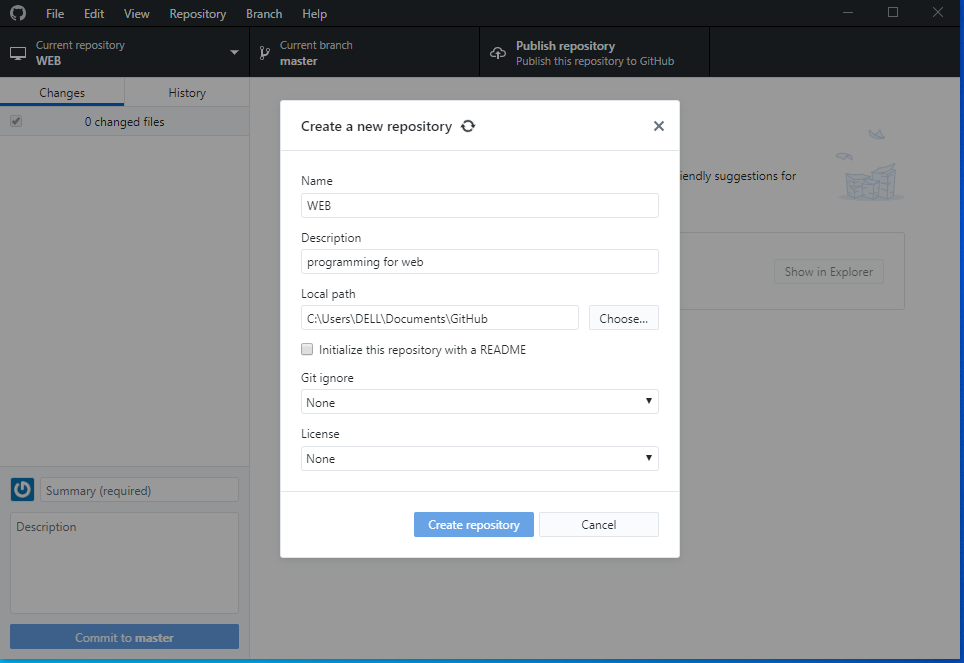 File Edit View Repository Branch Help
Current repository
WEB
Current branch
master
Publish repository
Publish this repository to GitHub
Changes History
0 changed files
Create a new repository
Name
WEB
Description
programming for web
Local path
C:\Users\DELL\Documents\GitHub
Choose...
Initialize this repository with a README
Git ignore
None
License
None
Create repository Cancel
iendly suggestions for
Show in Explorer
Summary (required)
Description
Commit to master